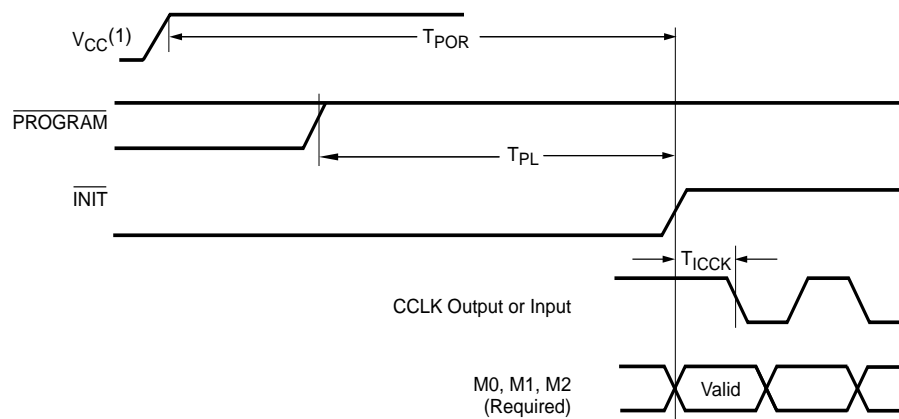 VCC(1)
TPOR
PROGRAM
TPL
INIT
TICCK
CCLK Output or Input
M0, M1, M2
(Required)
Valid